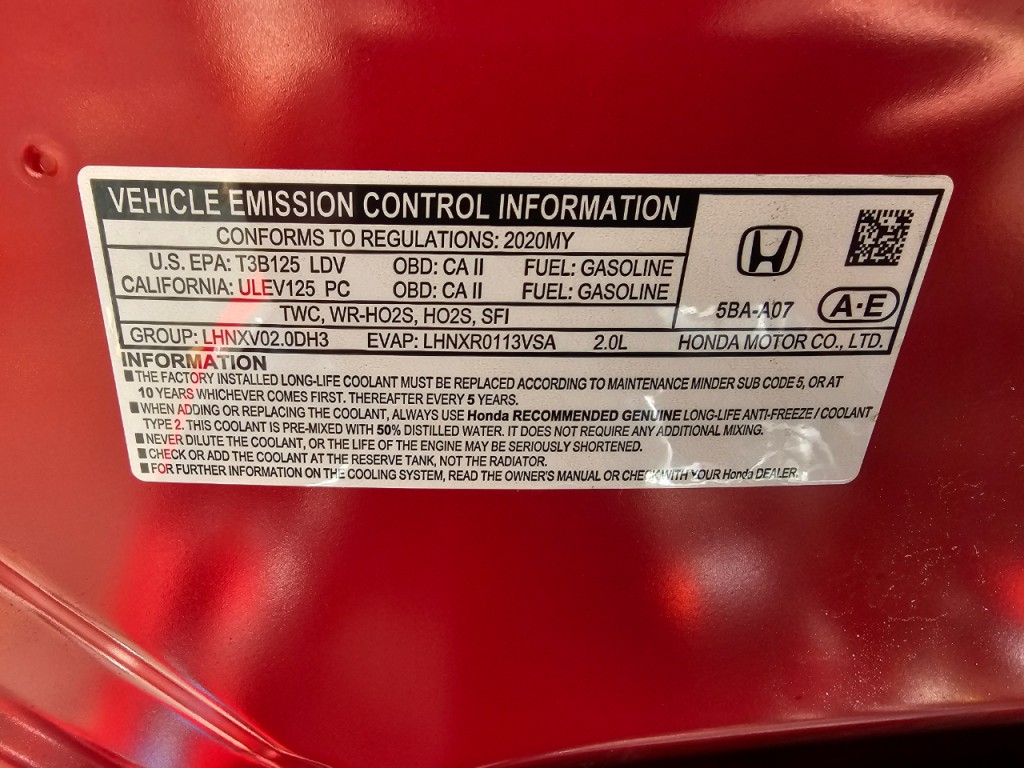 VEHICLE EMISSION CONTROL INFORMATION
CONFORMS TO REGULATIONS: 2020MY
U.S. EPA: T3B125 LDV OBD: CA II FUEL: GASOLINE
CALIFORNIA: ULEV125 PC OBD: CA II FUEL: GASOLINE
TWC, WR-HO2S, HO2S, SFI
5BA-A07 A-E
GROUP: LHNXV02.0DH3 EVAP: LHNXR0113VSA 2.0L HONDA MOTOR CO., LTD.
INFORMATION
■ THE FACTORY INSTALLED LONG-LIFE COOLANT MUST BE REPLACED ACCORDING TO MAINTENANCE MINDER SUB CODE 5, OR AT
10 YEARS WHICHEVER COMES FIRST. THEREAFTER EVERY 5 YEARS.
■ WHEN ADDING OR REPLACING THE COOLANT, ALWAYS USE Honda RECOMMENDED GENUINE LONG-LIFE ANTI-FREEZE / COOLANT
TYPE 2. THIS COOLANT IS PRE-MIXED WITH 50% DISTILLED WATER. IT DOES NOT REQUIRE ANY ADDITIONAL MIXING.
■ NEVER DILUTE THE COOLANT, OR THE LIFE OF THE ENGINE MAY BE SERIOUSLY SHORTENED.
■ CHECK OR ADD THE COOLANT AT THE RESERVE TANK, NOT THE RADIATOR.
■ FOR FURTHER INFORMATION ON THE COOLING SYSTEM, READ THE OWNER'S MANUAL OR CHECK WITH YOUR Honda DEALER.